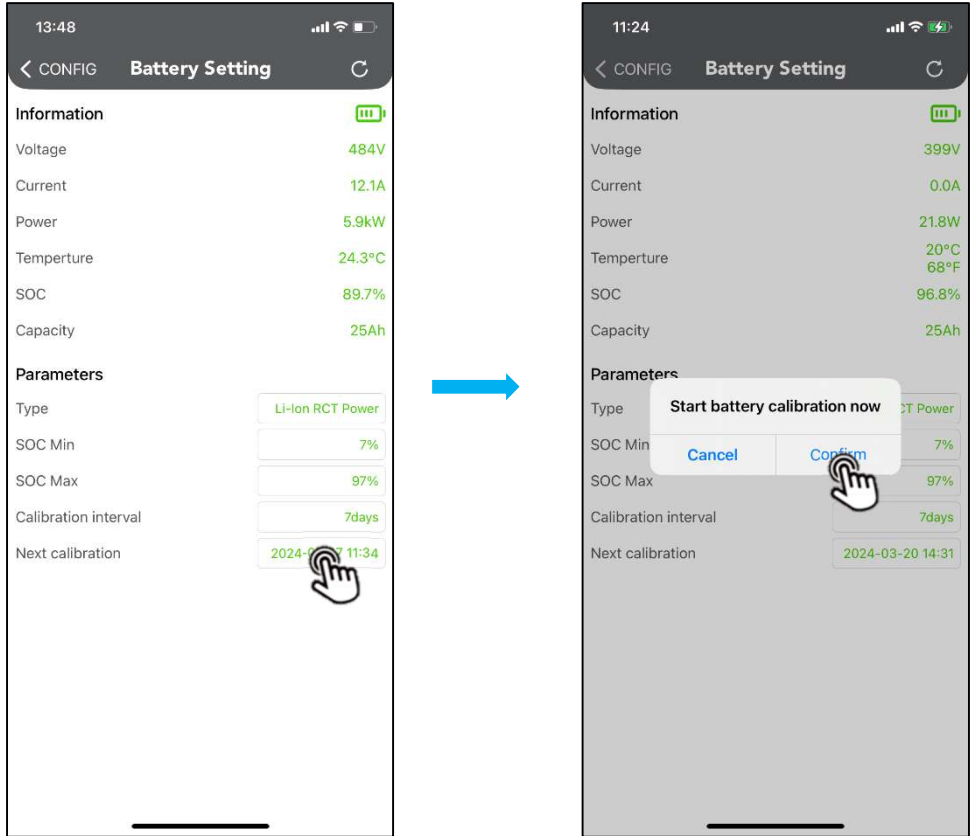 13:48
CONFIG Battery Setting
Information
Voltage 484V
Current 12.1A
Power 5.9kW
Temperture 24.3°C
SOC 89.7%
Capacity 25Ah
Parameters
Type Li-Ion RCT Power
SOC Min 7%
SOC Max 97%
Calibration interval 7days
Next calibration 11:34
11:24
CONFIG Battery Setting
Information
Voltage 399V
Current 0.0A
Power 21.8W
Temperture 20°C
68°F
SOC 96.8%
Capacity 25Ah
Parameters
Start battery calibration now
Type Power
Cancel Confirm
SOC Min 7%
SOC Max 97%
Calibration interval 7days
Next calibration 2024-03-20 14:31